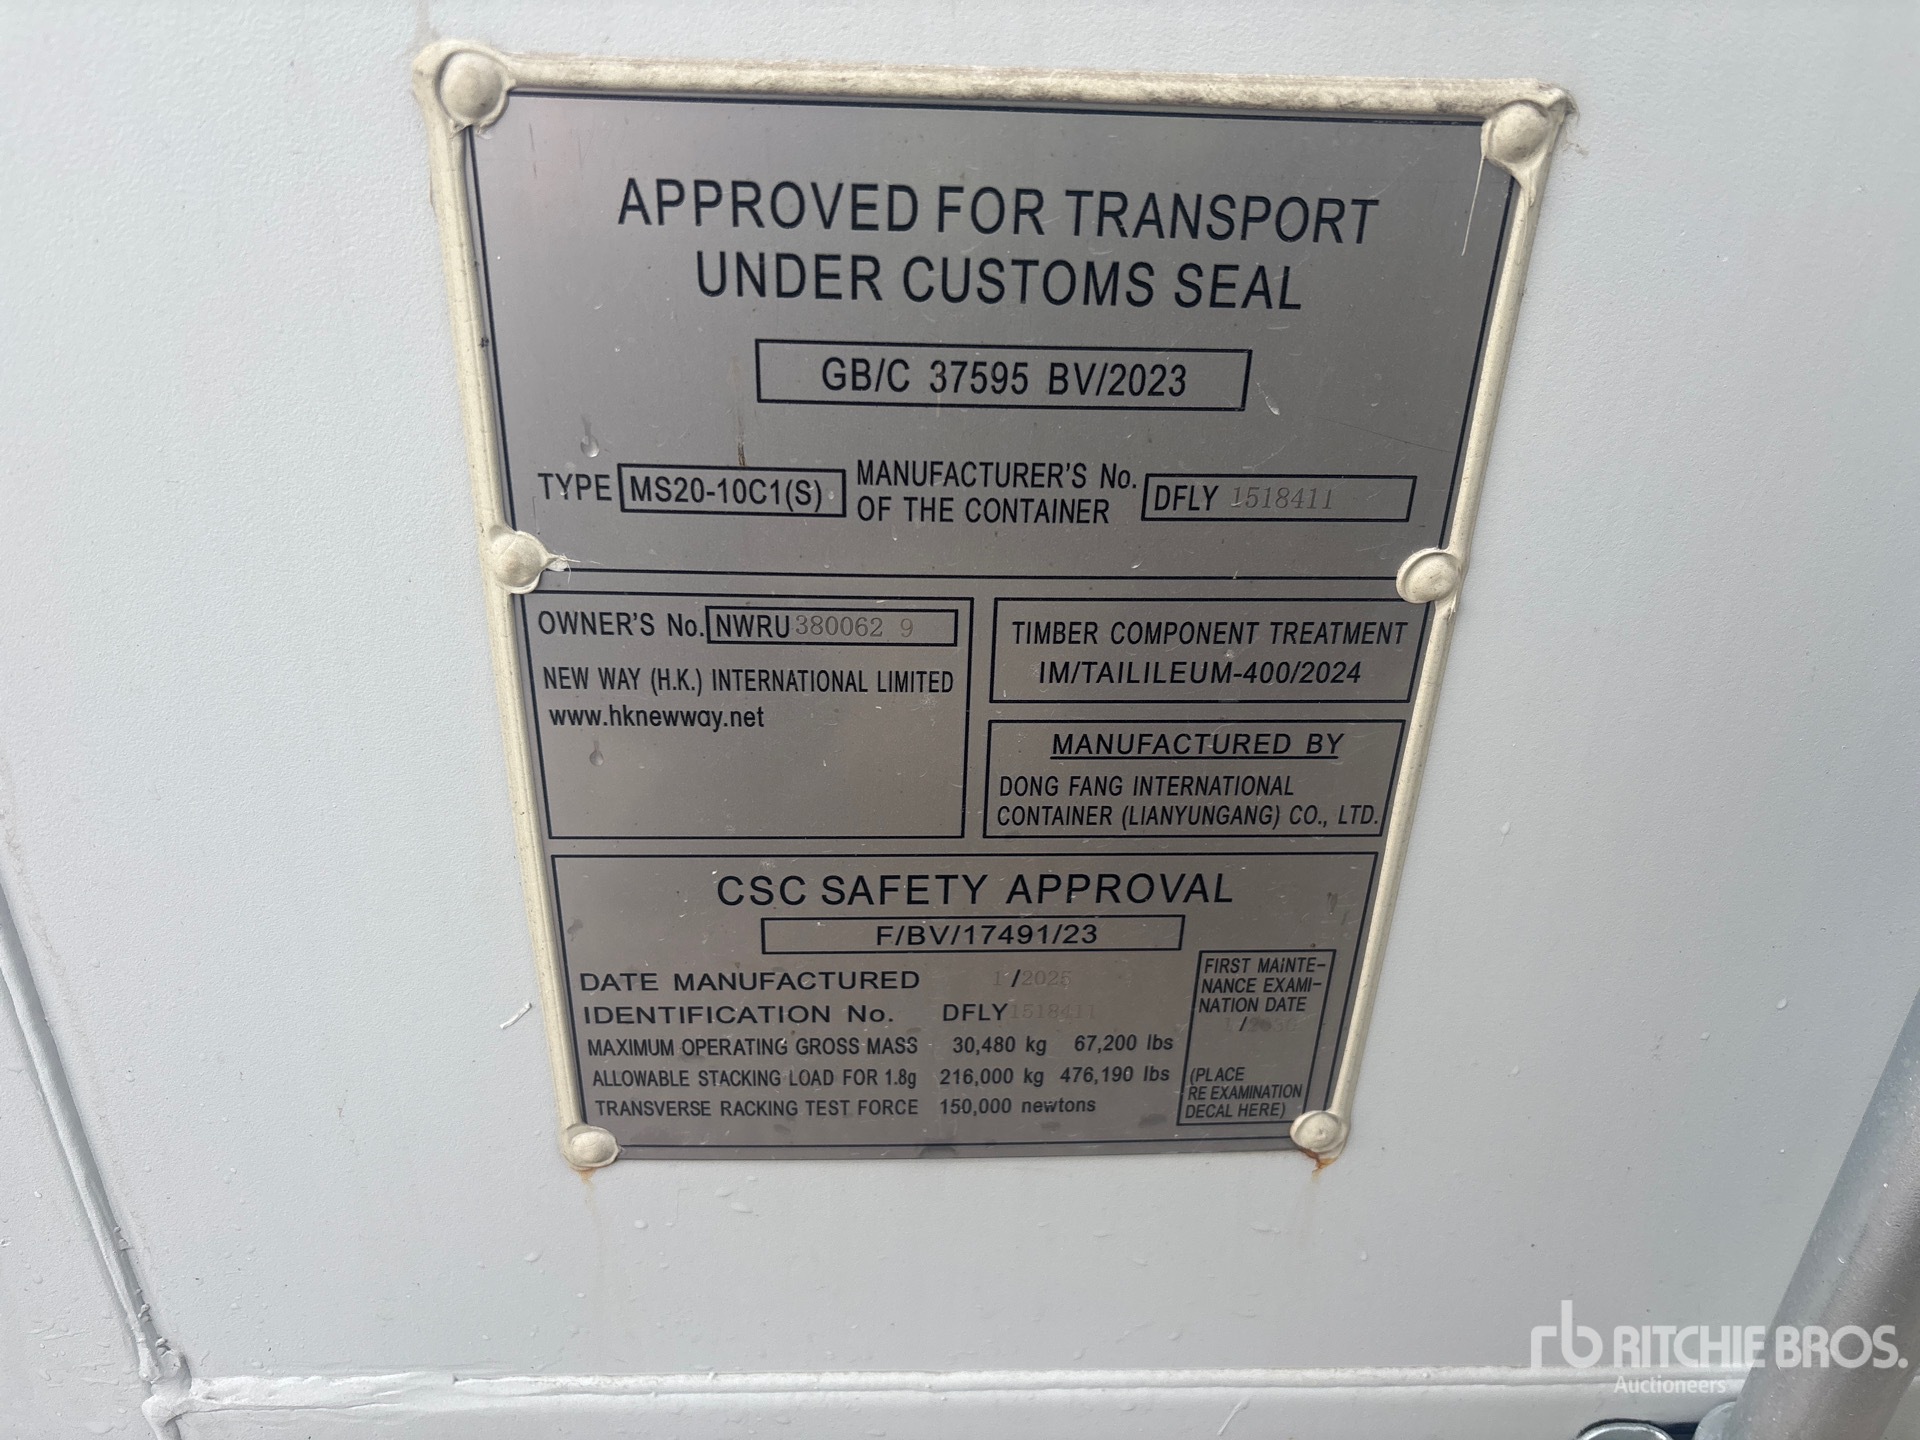 APPROVED FOR TRANSPORT
UNDER CUSTOMS SEAL
GB/C 37595 BV/2023
TYPE MS20-10C1(S)
MANUFACTURER'S No.
OF THE CONTAINER
DFLY 1518411
OWNER'S No. NWRU 380062 9
NEW WAY (H.K.) INTERNATIONAL LIMITED
www.hknewway.net
TIMBER COMPONENT TREATMENT
IM/TAILILEUM-400/2024
MANUFACTURED BY
DONG FANG INTERNATIONAL
CONTAINER (LIANYUNGANG) CO., LTD.
CSC SAFETY APPROVAL
F/BV/17491/23
DATE MANUFACTURED 1/2025
IDENTIFICATION No. DFLY 1518411
MAXIMUM OPERATING GROSS MASS 30,480 kg 67,200 lbs
ALLOWABLE STACKING LOAD FOR 1.8g 216,000 kg 476,190 lbs
TRANSVERSE RACKING TEST FORCE 150,000 newtons
FIRST MAINTE-
NANCE EXAMI-
NATION DATE
/
(PLACE
RE EXAMINATION
DECAL HERE)
rb RITCHIE BROS.
Auctioneers